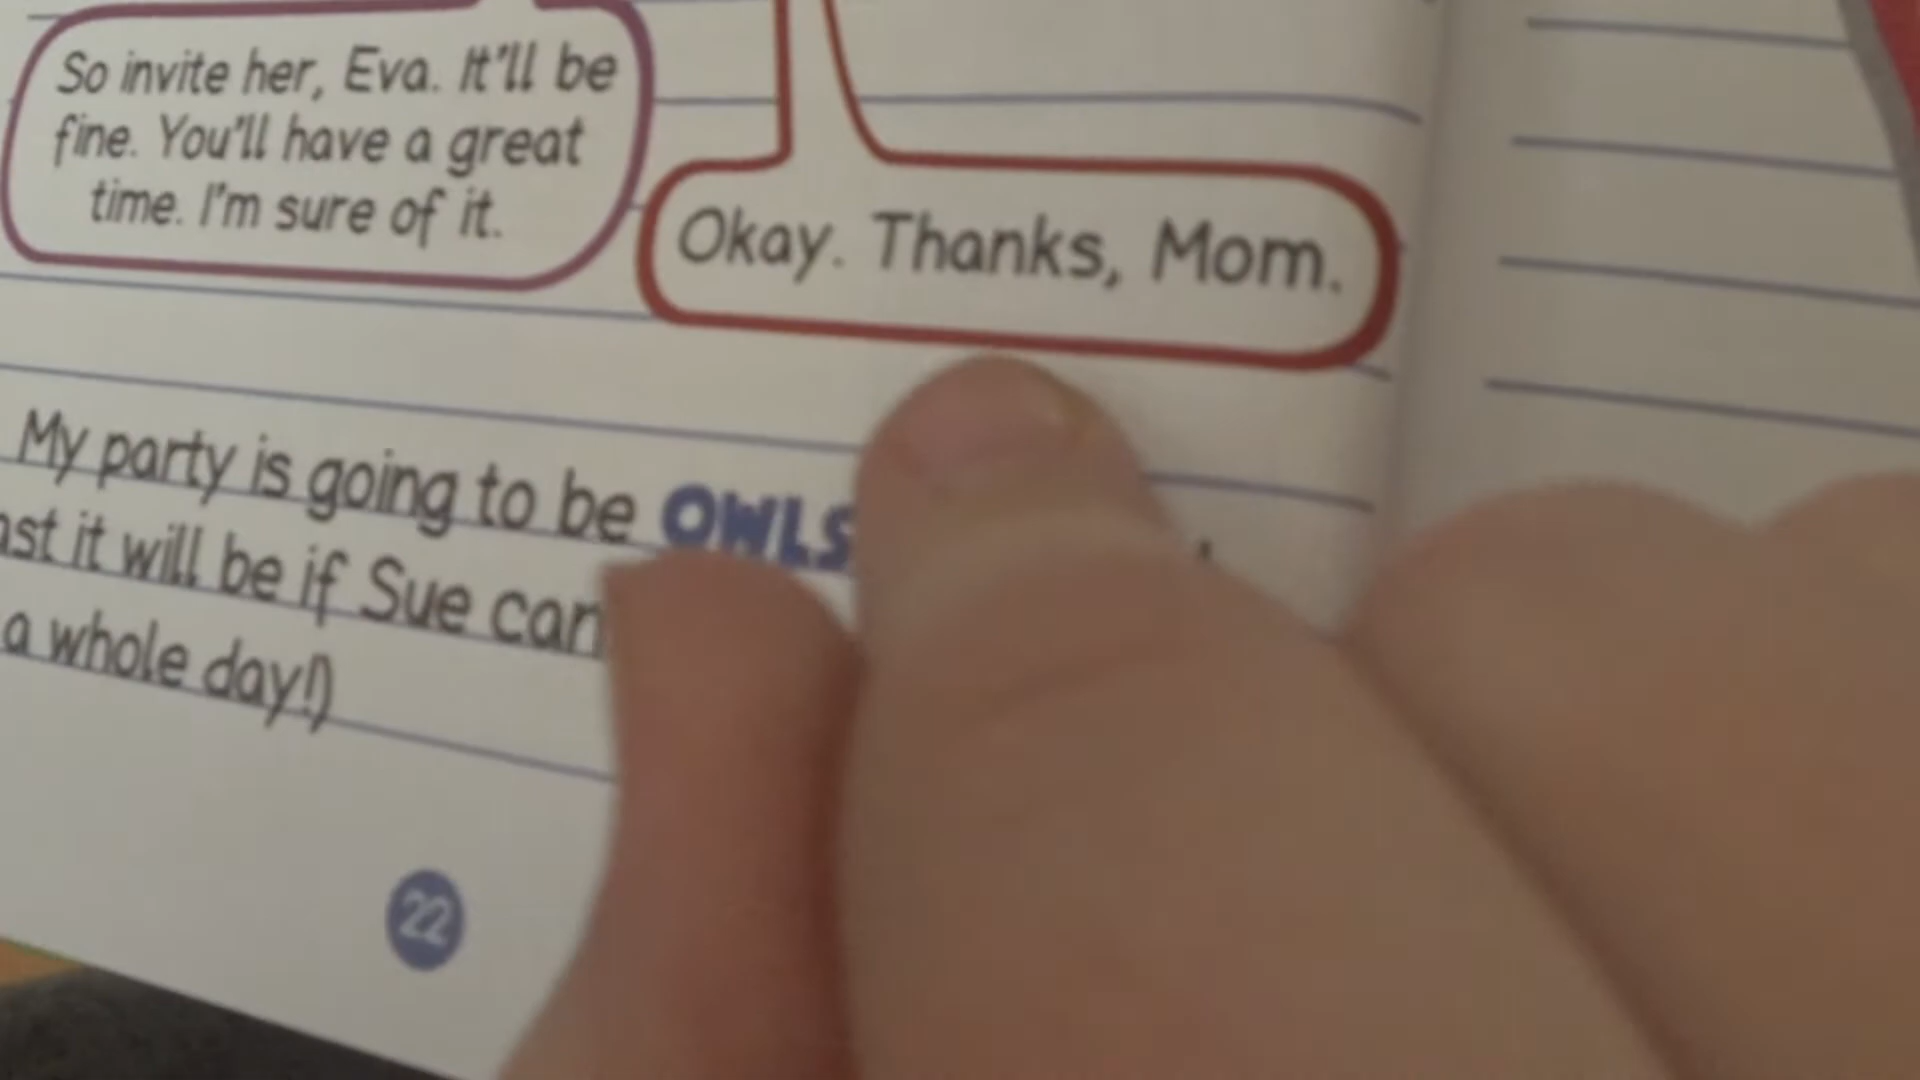 So invite her, Eva. It'll be
fine. You'll have a great
time. I'm sure of it.
Okay. Thanks, Mom.
My party is going to be OWLS
it will be if Sue can
a whole day!)
22